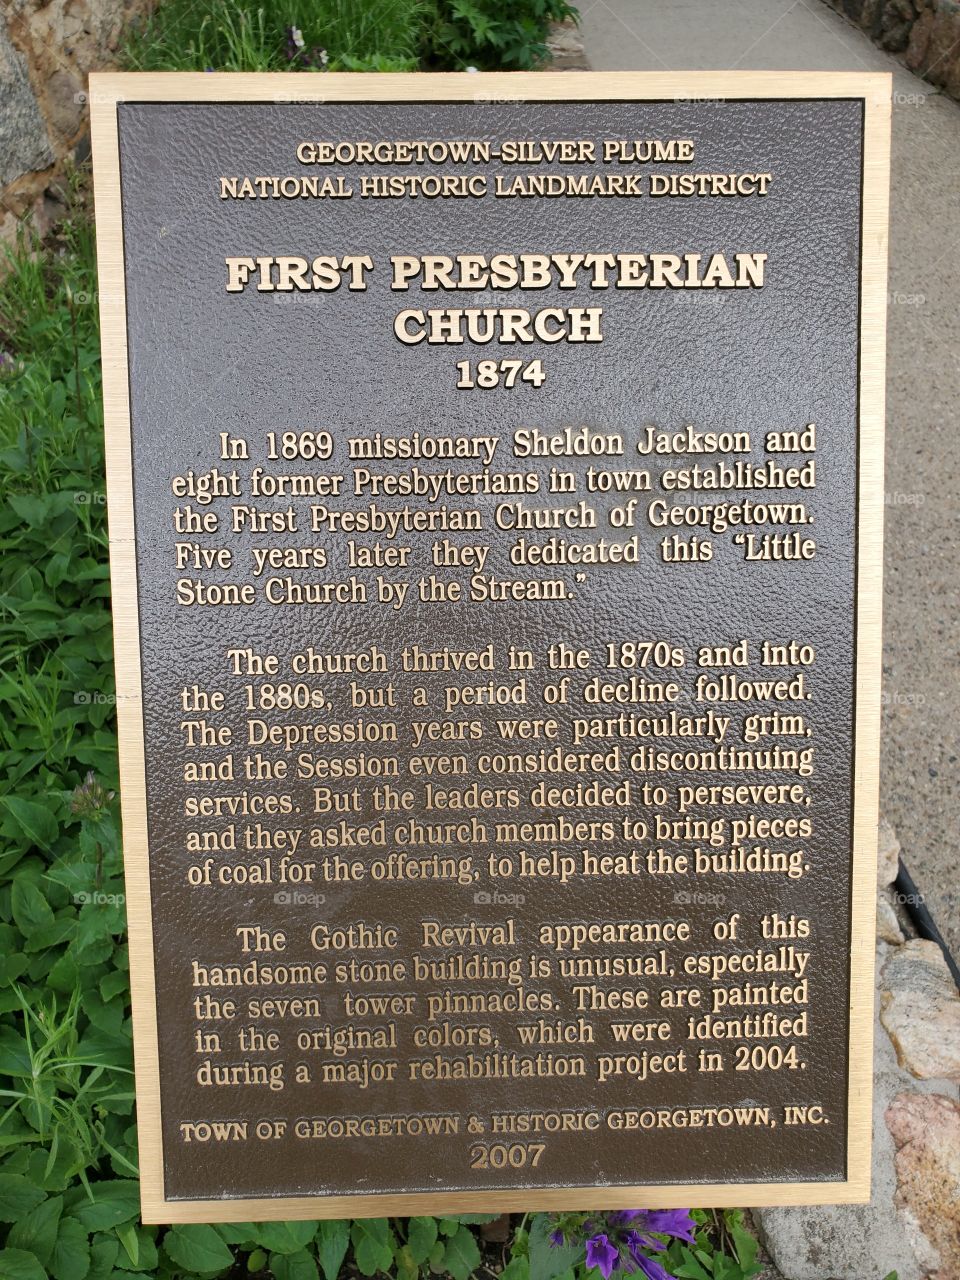 GEORGETOWN-SILVER PLUME
NATIONAL HISTORIC LANDMARK DISTRICT
FIRST PRESBYTERIAN
CHURCH
1874
In 1869 missionary Sheldon Jackson and
eight former Presbyterians in town established
the First Presbyterian Church of Georgetown.
Five years later they dedicated this “Little
Stone Church by the Stream.”
The church thrived in the 1870s and into
the 1880s, but a period of decline followed.
The Depression years were particularly grim,
and the Session even considered discontinuing
services. But the leaders decided to persevere,
and they asked church members to bring pieces
of coal for the offering, to help heat the building.
The Gothic Revival appearance of this
handsome stone building is unusual, especially
the seven tower pinnacles. These are painted
in the original colors, which were identified
during a major rehabilitation project in 2004.
TOWN OF GEORGETOWN & HISTORIC GEORGETOWN, INC.
2007